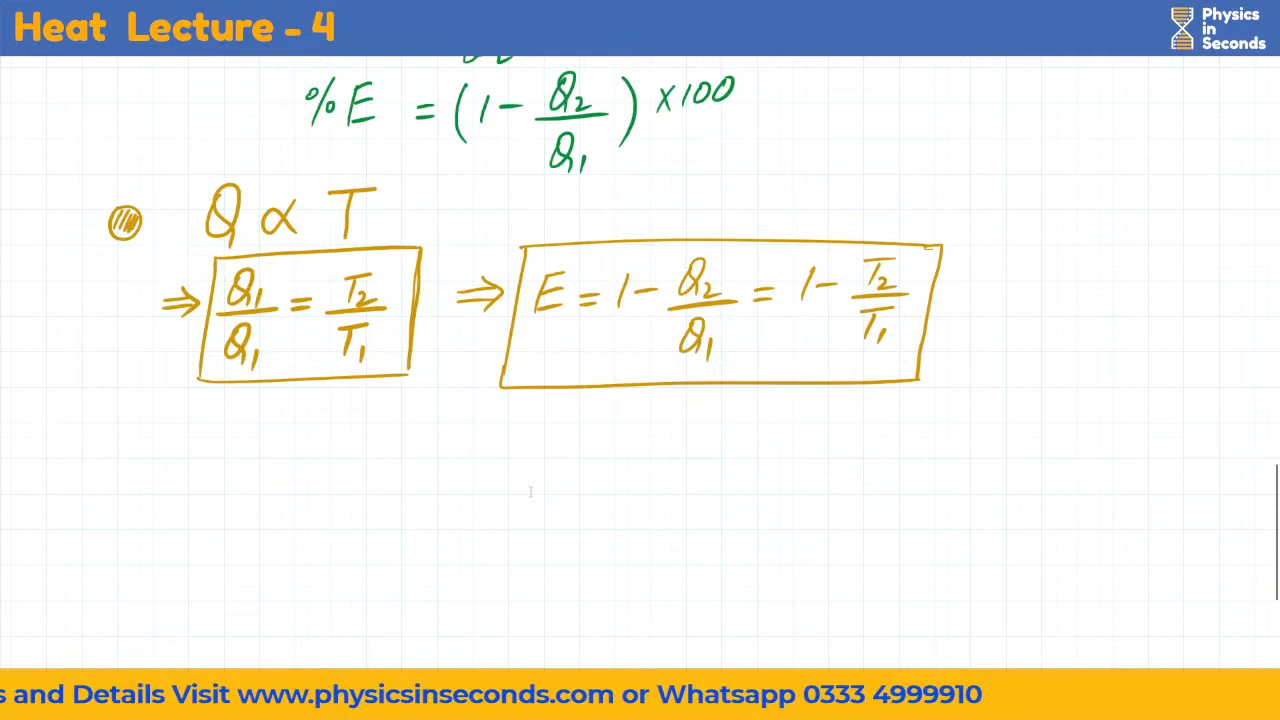 Heat Lecture - 4
Physics
in
Seconds
%E = (1 - Q2/Q1) ×100
Q ∝ T
⇒ Q1/Q1 = T2/T1 ⇒ E = 1 - Q2/Q1 = 1 - T2/T1
s and Details Visit www.physicsinseconds.com or Whatsapp 0333 4999910